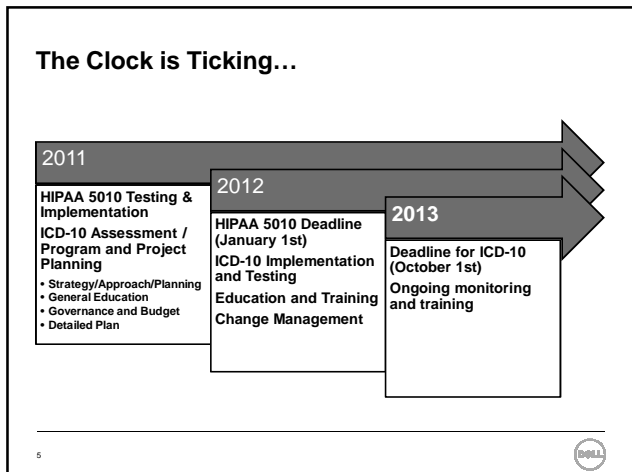 The Clock is Ticking…
2011
HIPAA 5010 Testing &
Implementation
ICD-10 Assessment /
Program and Project
Planning
• Strategy/Approach/Planning
• General Education
• Governance and Budget
• Detailed Plan
2012
HIPAA 5010 Deadline
(January 1st)
ICD-10 Implementation
and Testing
Education and Training
Change Management
2013
Deadline for ICD-10
(October 1st)
Ongoing monitoring
and training
5
DELL